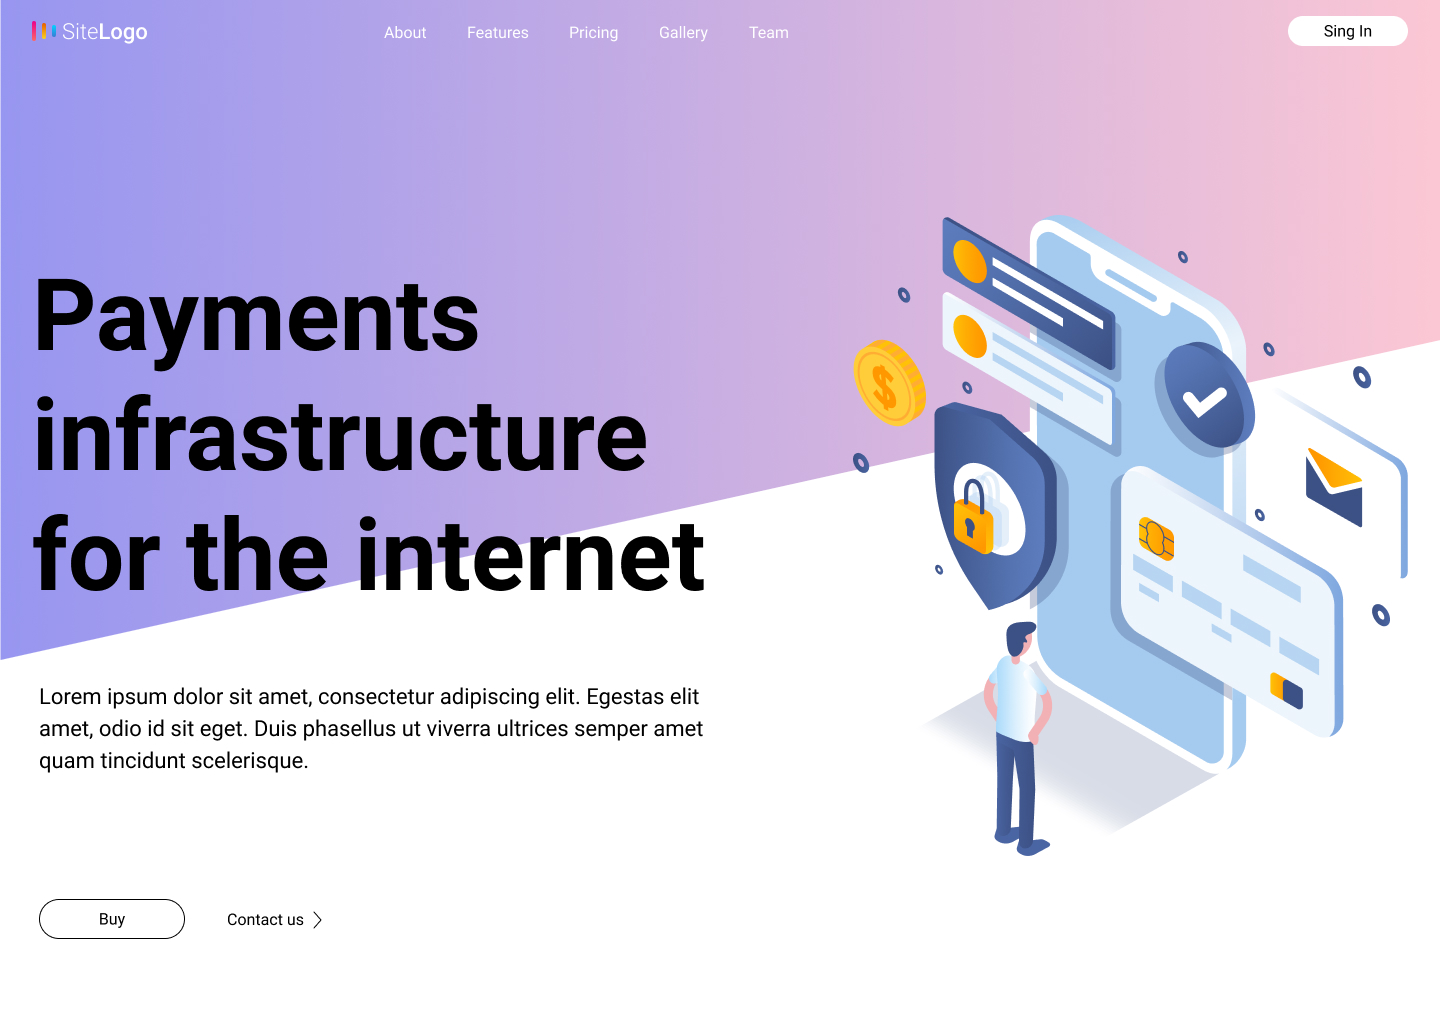 SiteLogo
About Features Pricing Gallery Team
Sing In
Payments
infrastructure
for the internet
$
Lorem ipsum dolor sit amet, consectetur adipiscing elit. Egestas elit
amet, odio id sit eget. Duis phasellus ut viverra ultrices semper amet
quam tincidunt scelerisque.
Buy
Contact us